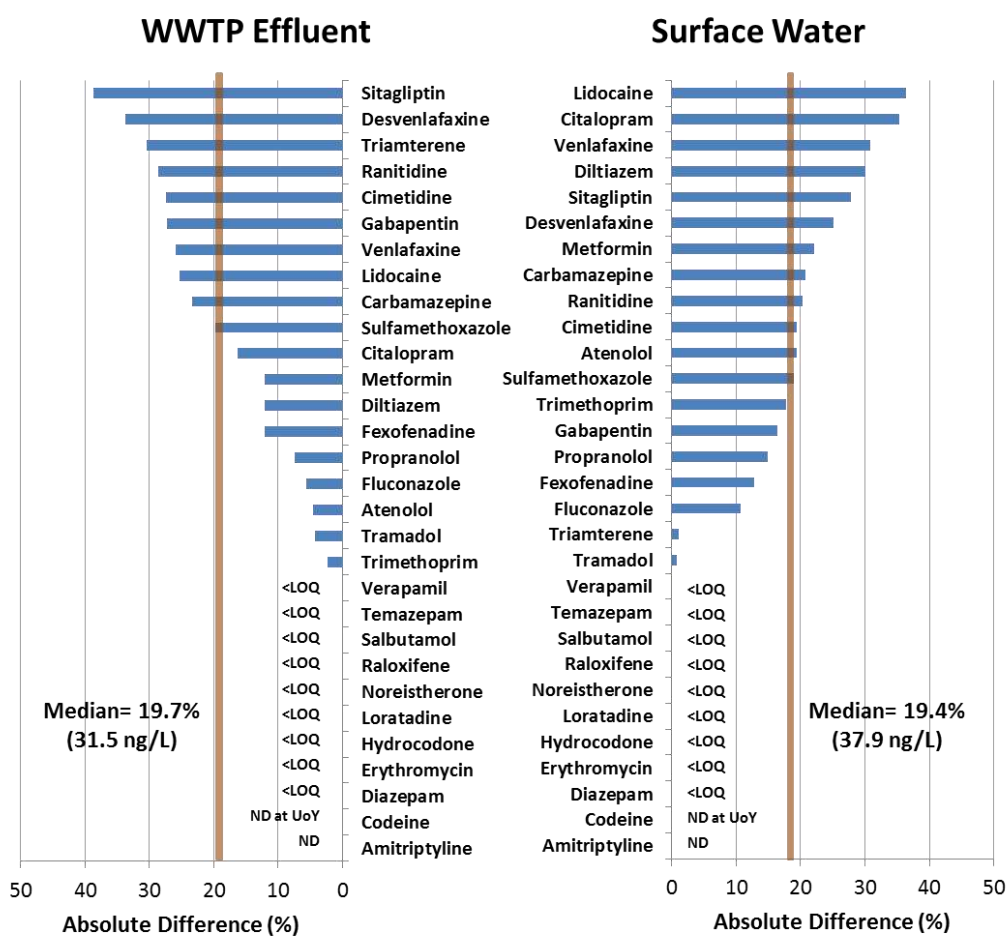 WWTP Effluent
Sitagliptin
Desvenlafaxine
Triamterene
Ranitidine
Cimetidine
Gabapentin
Venlafaxine
Lidocaine
Carbamazepine
Sulfamethoxazole
Citalopram
Metformin
Diltiazem
Fexofenadine
Propranolol
Fluconazole
Atenolol
Tramadol
Trimethoprim
<LOQ Verapamil
<LOQ Temazepam
<LOQ Salbutamol
<LOQ Raloxifene
<LOQ Noreistherone
<LOQ Loratadine
<LOQ Hydrocodone
<LOQ Erythromycin
<LOQ Diazepam
ND at UoY Codeine
ND Amitriptyline
Median= 19.7%
(31.5 ng/L)
50 40 30 20 10 0
Absolute Difference (%)
Surface Water
Lidocaine
Citalopram
Venlafaxine
Diltiazem
Sitagliptin
Desvenlafaxine
Metformin
Carbamazepine
Ranitidine
Cimetidine
Atenolol
Sulfamethoxazole
Trimethoprim
Gabapentin
Propranolol
Fexofenadine
Fluconazole
Triamterene
Tramadol
Verapamil <LOQ
Temazepam <LOQ
Salbutamol <LOQ
Raloxifene <LOQ
Noreistherone <LOQ
Loratadine <LOQ
Hydrocodone <LOQ
Erythromycin <LOQ
Diazepam <LOQ
Codeine ND at UoY
Amitriptyline ND
Median= 19.4%
(37.9 ng/L)
0 10 20 30 40 50
Absolute Difference (%)